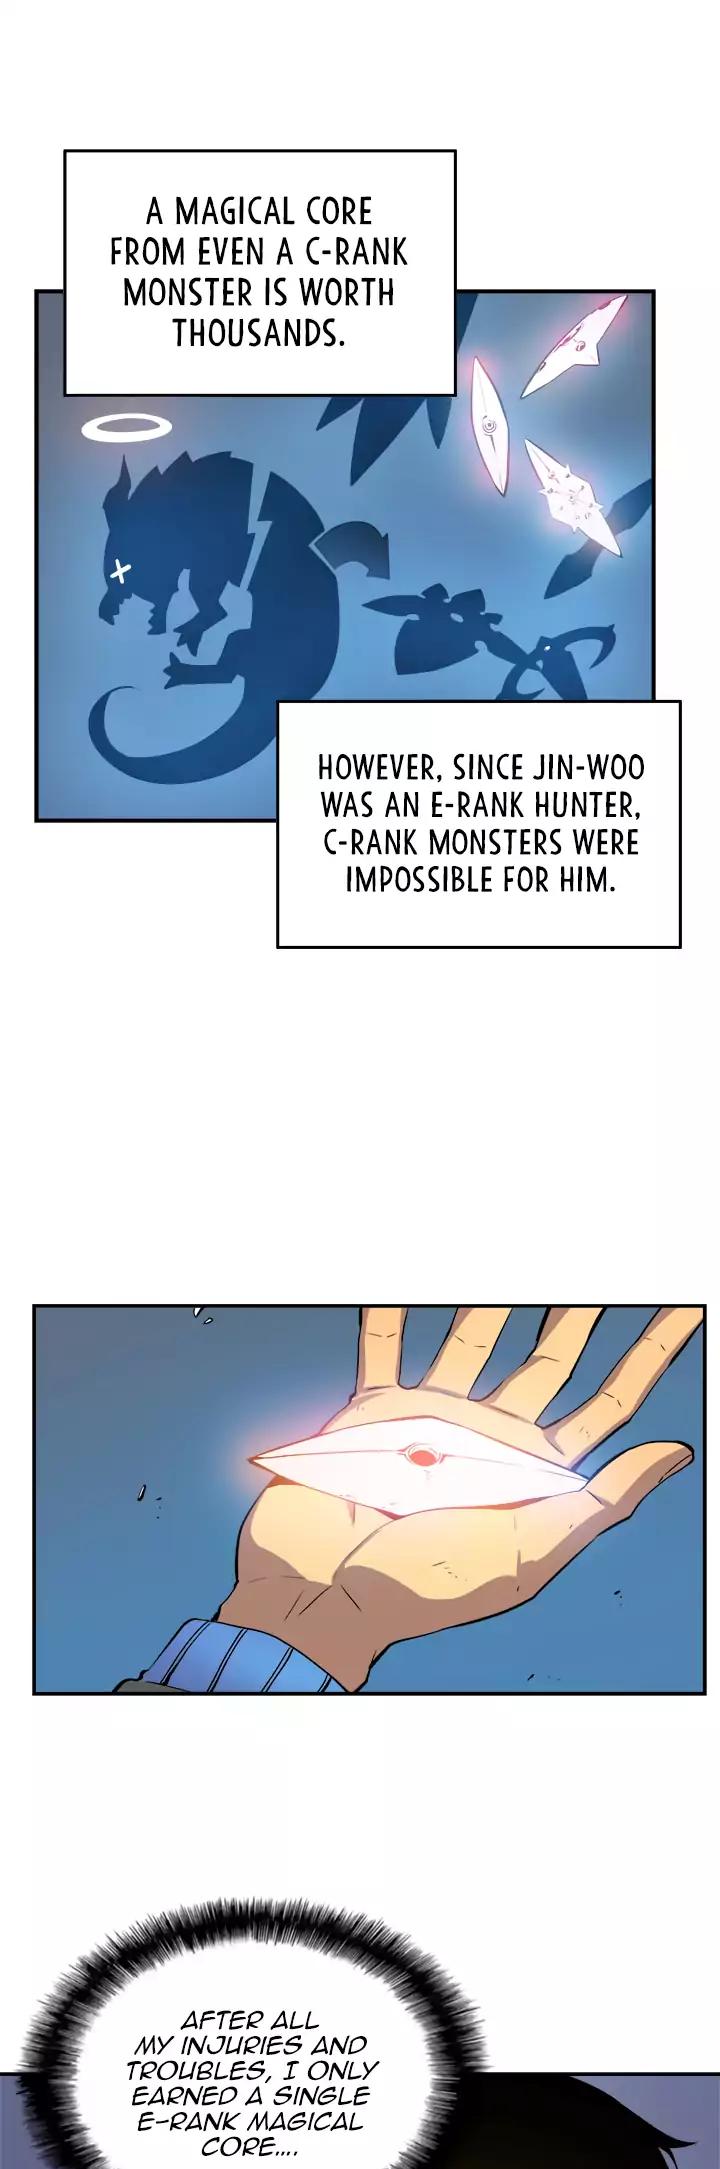 A MAGICAL CORE
FROM EVEN A C-RANK
MONSTER IS WORTH
THOUSANDS.
HOWEVER, SINCE JIN-WOO
WAS AN E-RANK HUNTER,
C-RANK MONSTERS WERE
IMPOSSIBLE FOR HIM.
AFTER ALL
MY INJURIES AND
TROUBLES, I ONLY
EARNED A SINGLE
E-RANK MAGICAL
CORE....